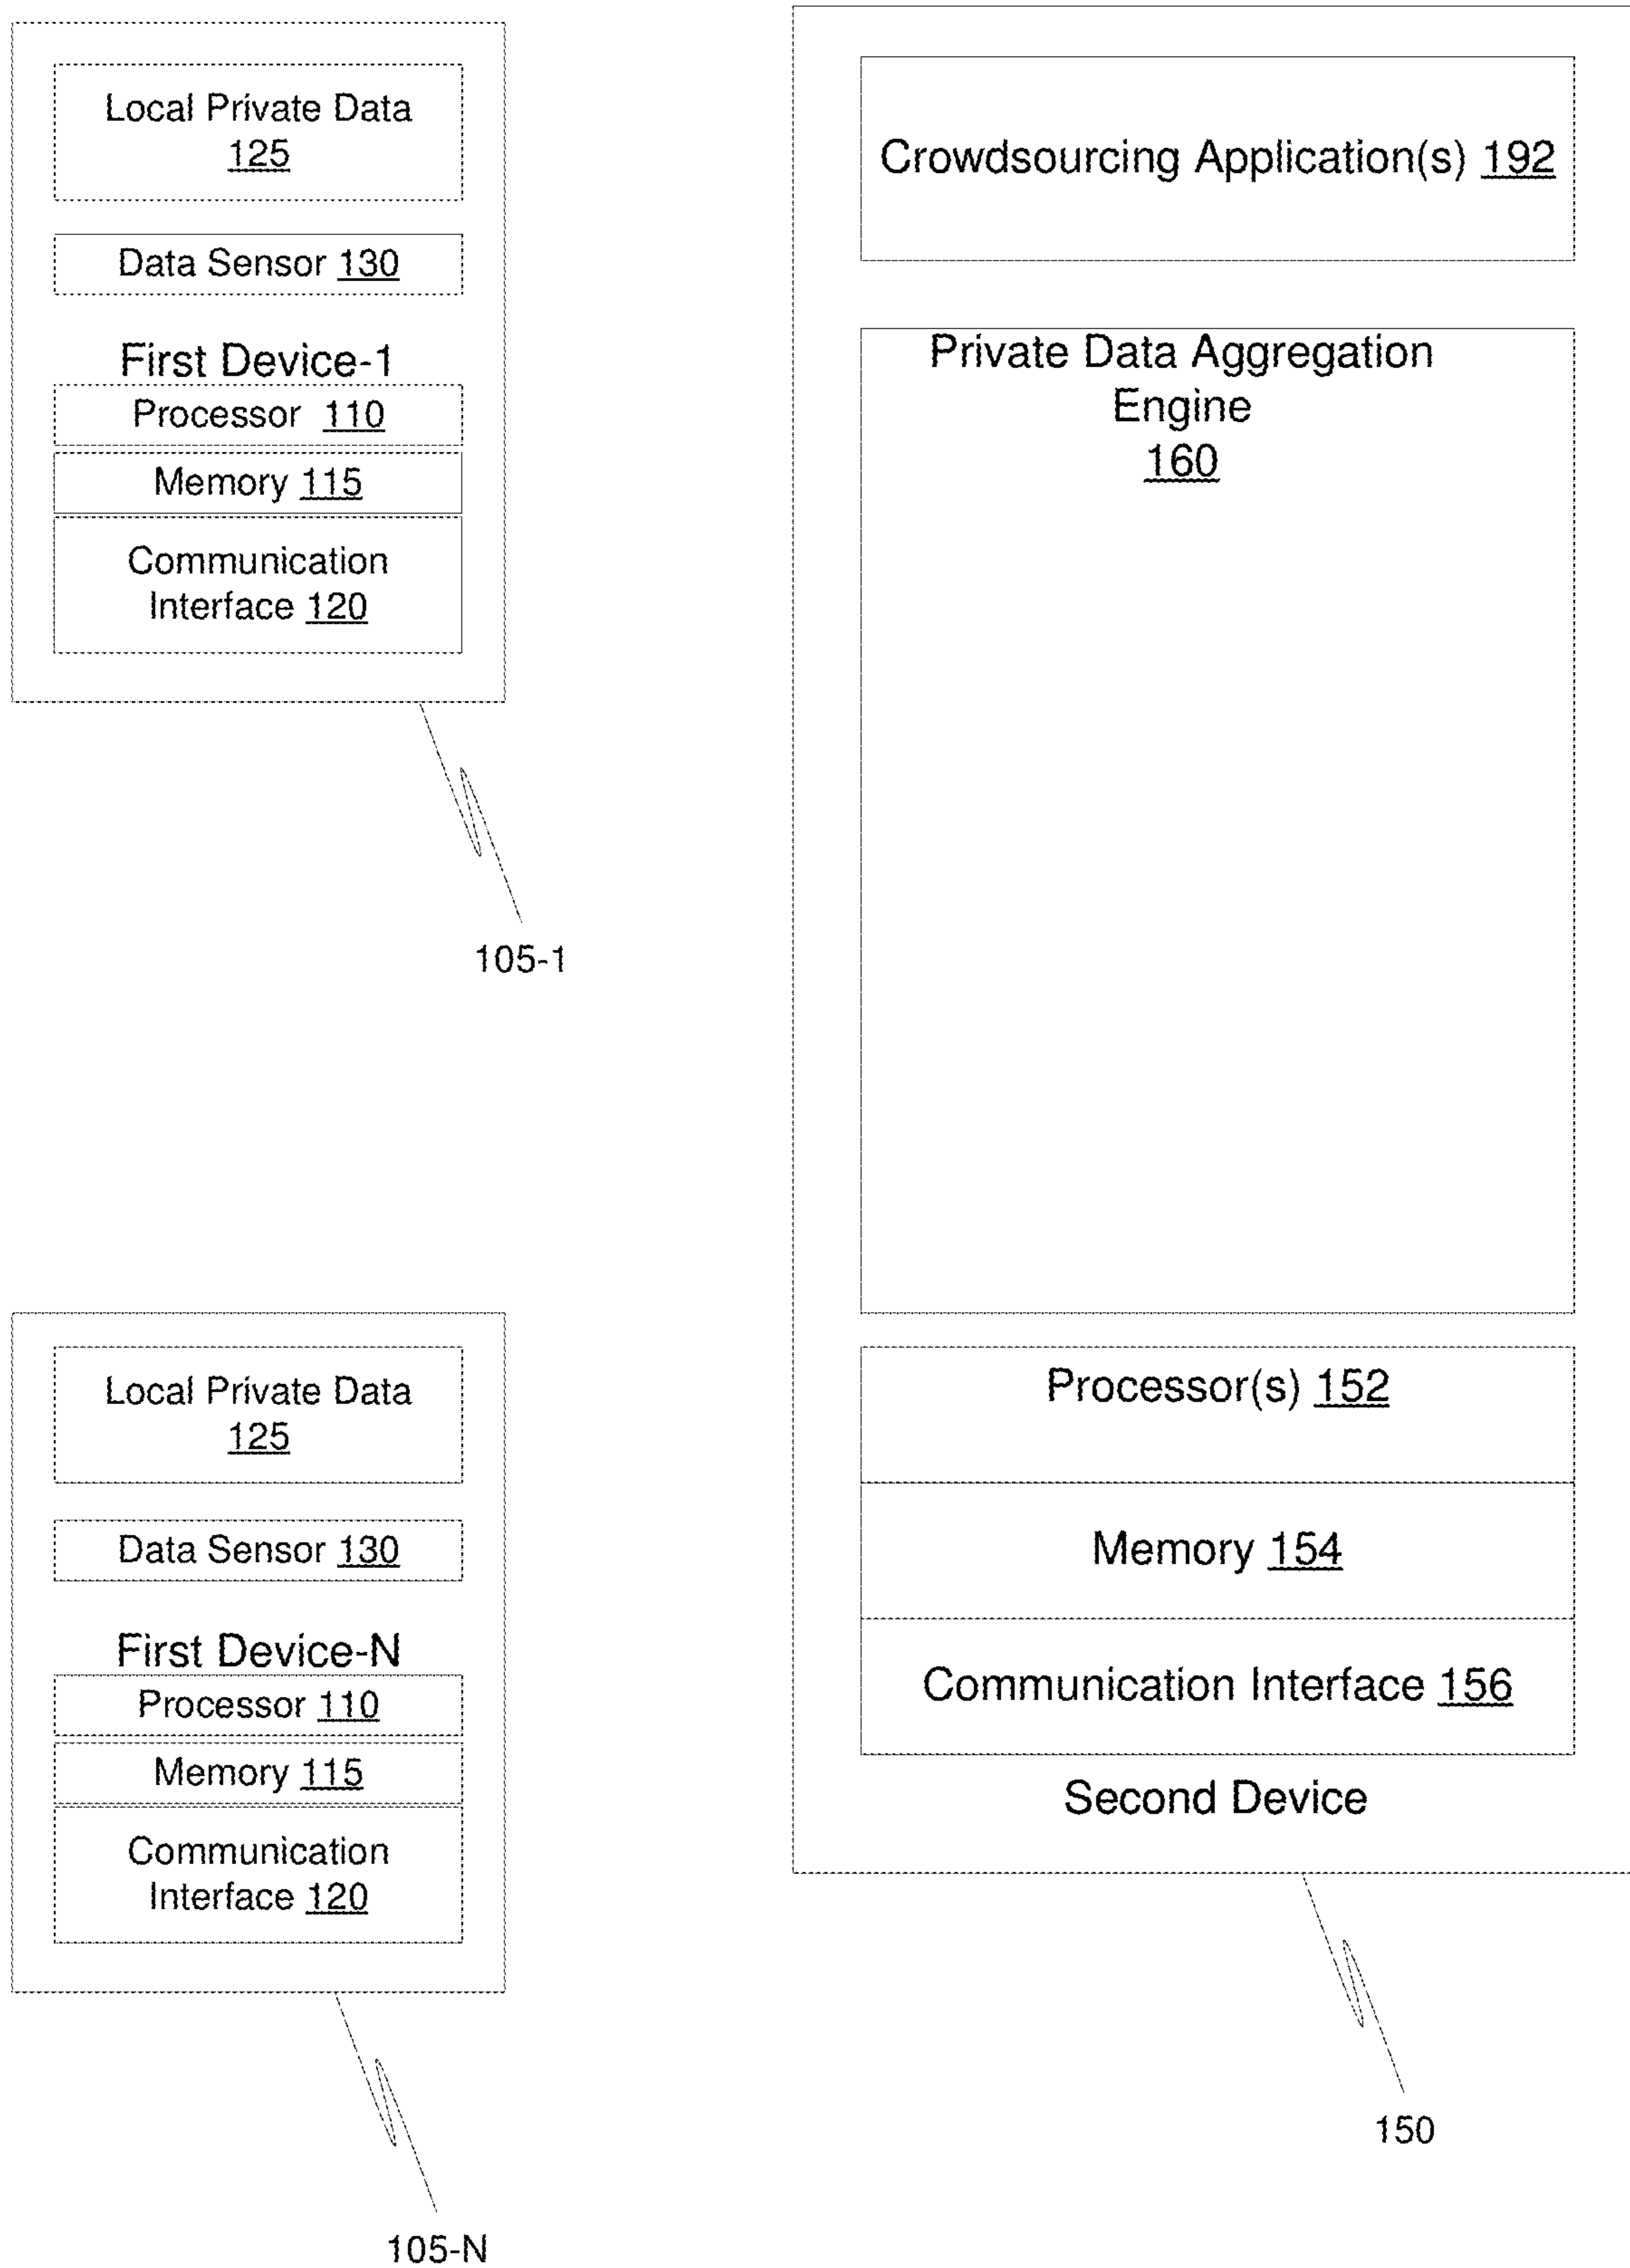 Local Private Data
125
Data Sensor 130
First Device-1
Processor 110
Memory 115
Communication
Interface 120
105-1
Local Private Data
125
Data Sensor 130
First Device-N
Processor 110
Memory 115
Communication
Interface 120
105-N
Crowdsourcing Application(s) 192
Private Data Aggregation
Engine
160
Processor(s) 152
Memory 154
Communication Interface 156
Second Device
150